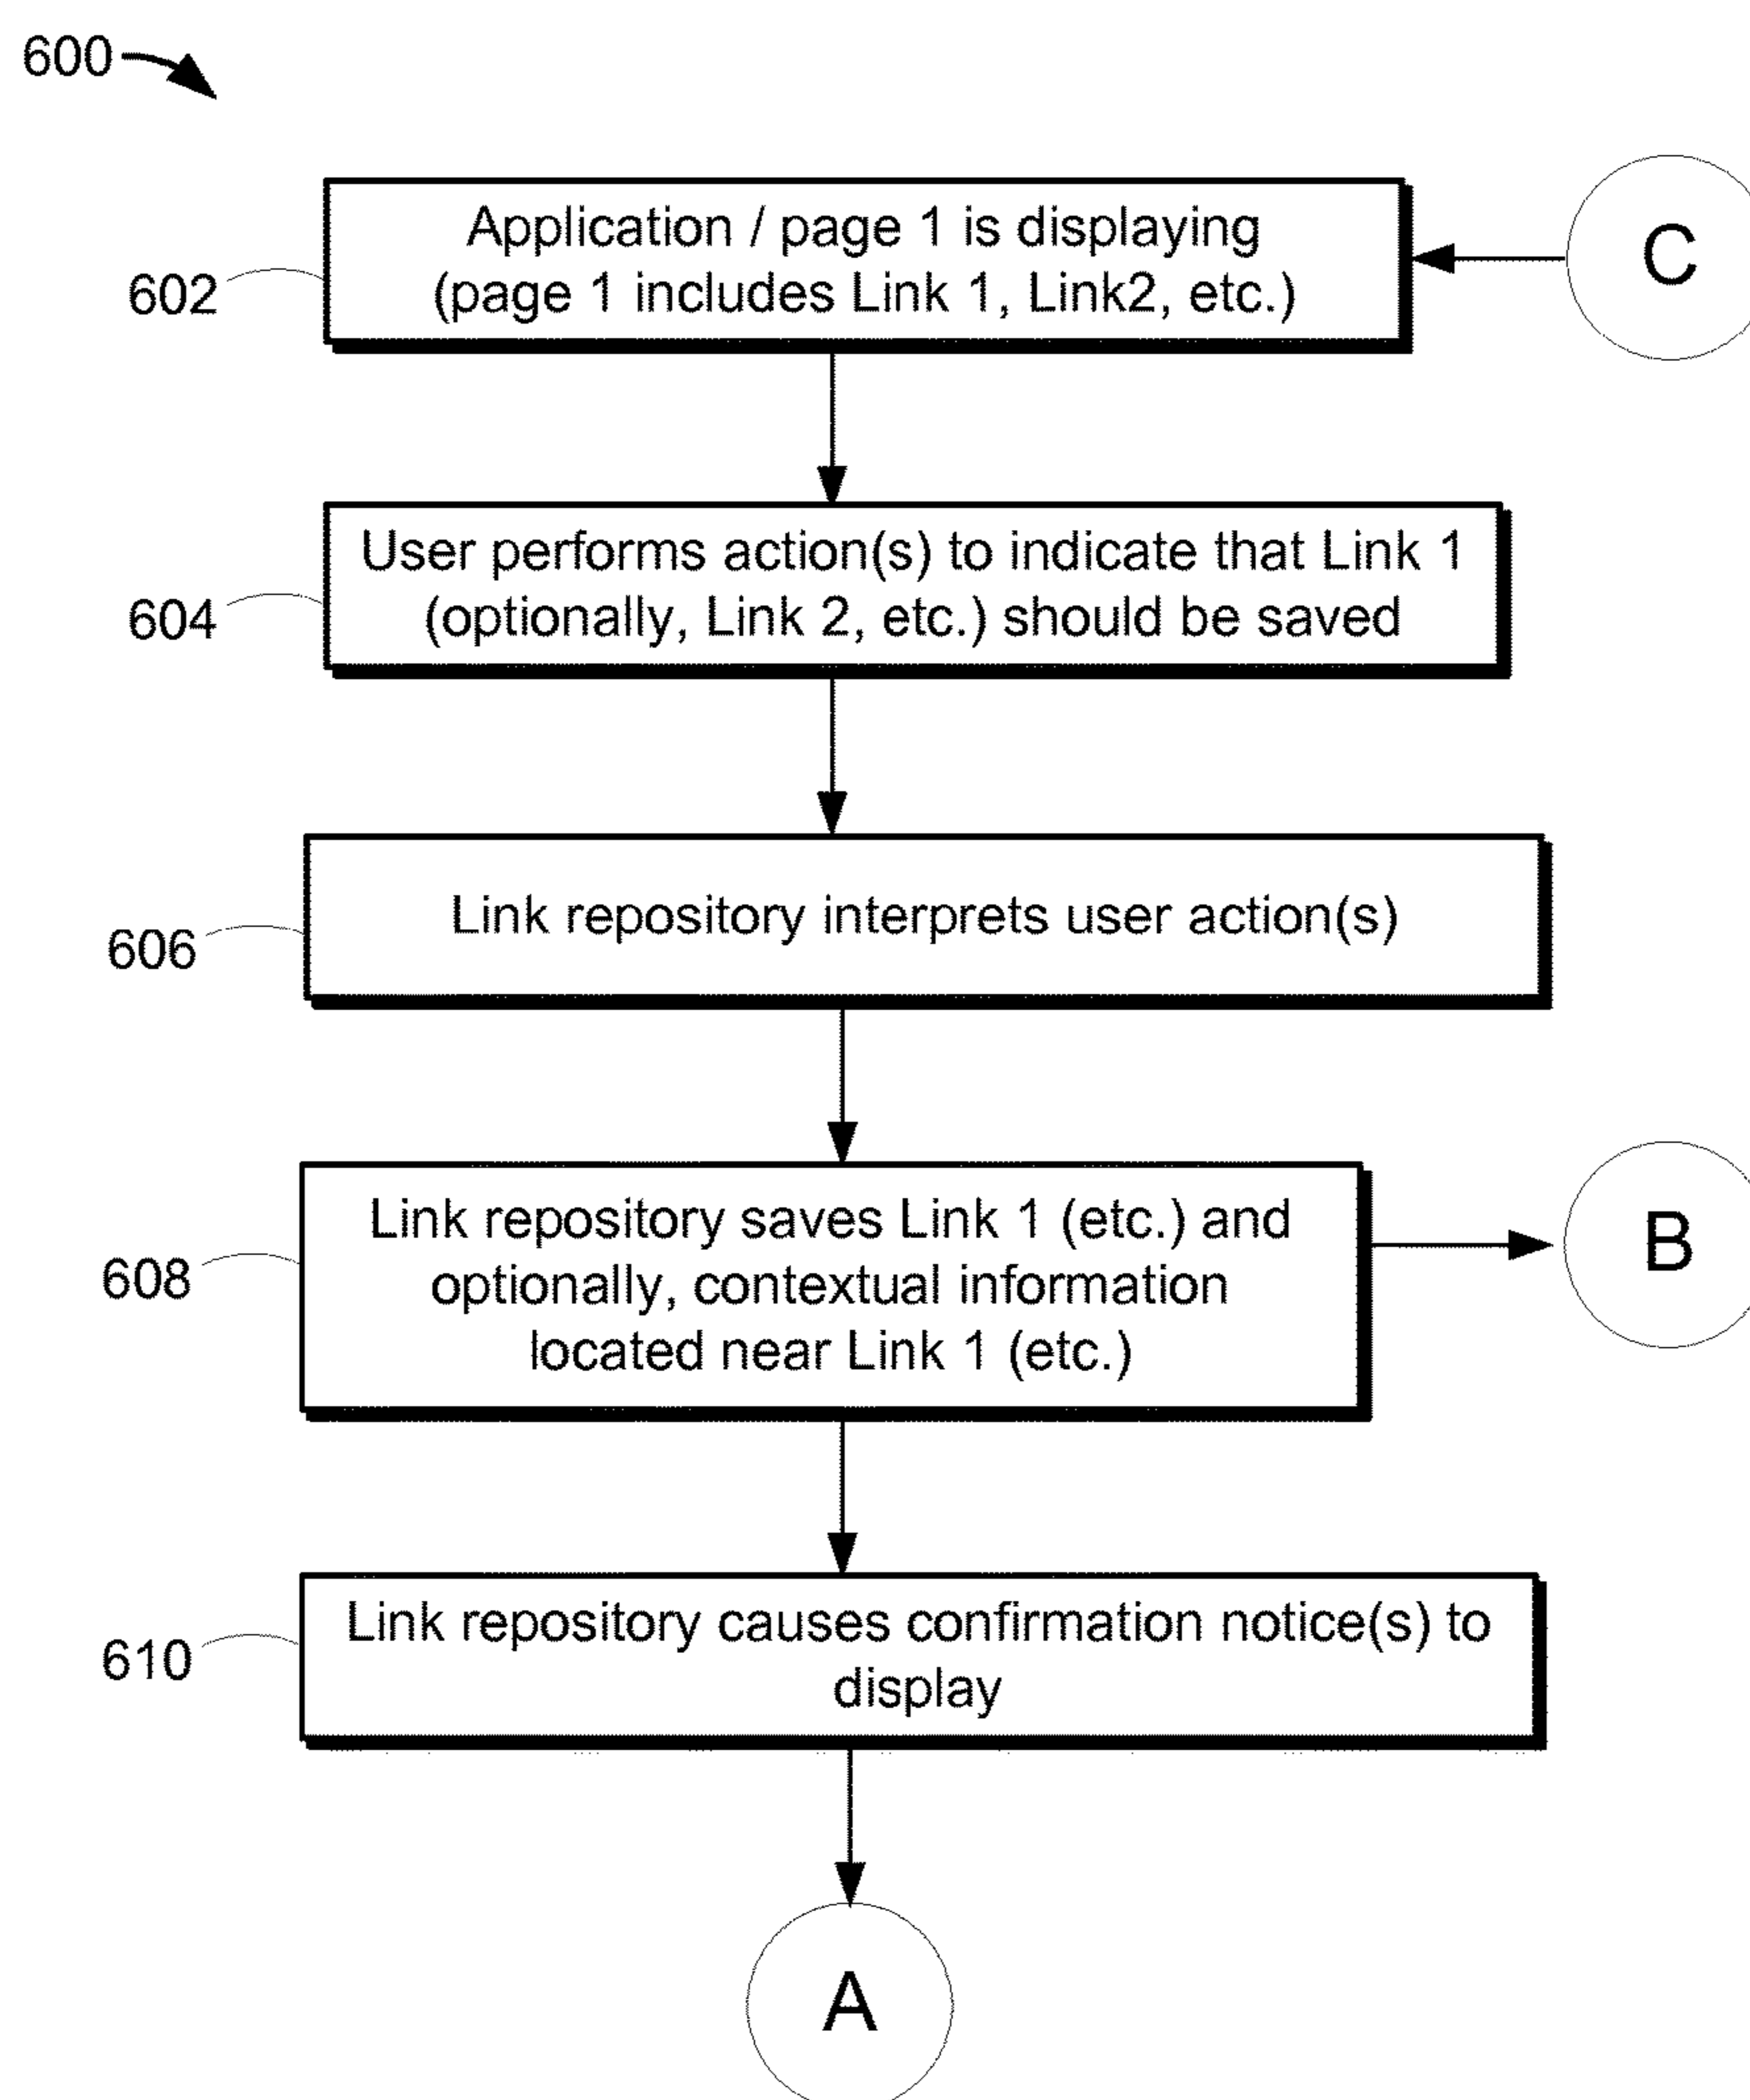 600
Application / page 1 is displaying
(page 1 includes Link 1, Link2, etc.)
C
602
User performs action(s) to indicate that Link 1
(optionally, Link 2, etc.) should be saved
604
Link repository interprets user action(s)
606
Link repository saves Link 1 (etc.) and
optionally, contextual information
located near Link 1 (etc.)
B
608
Link repository causes confirmation notice(s) to
display
610
A